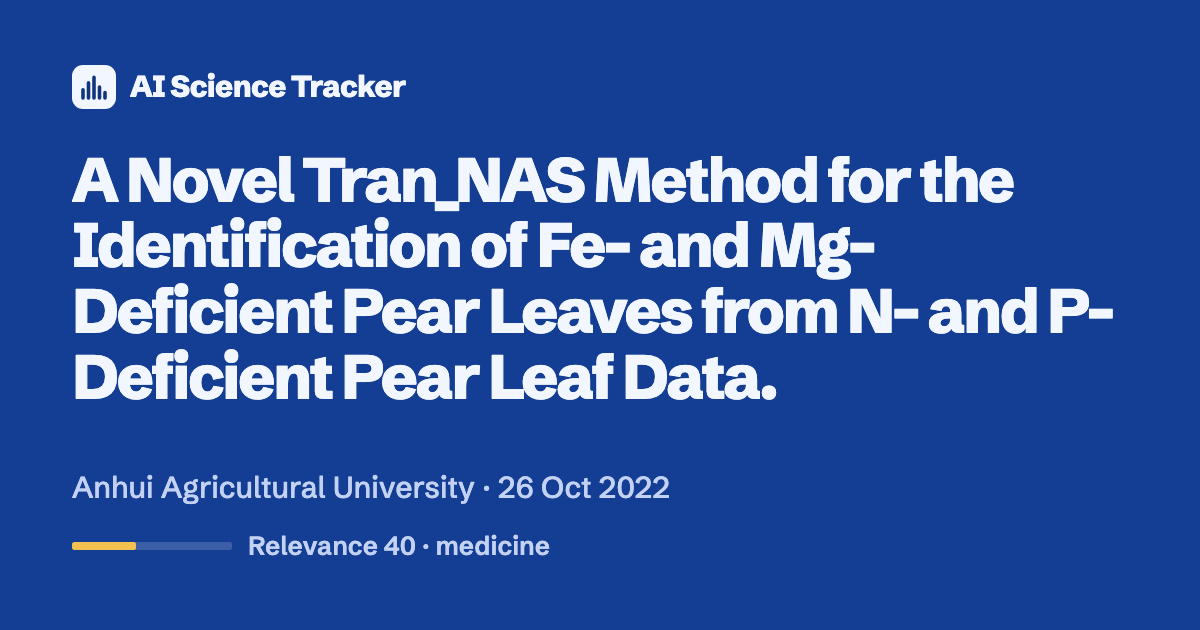 AI Science Tracker
A Novel Tran_NAS Method for the
Identification of Fe- and Mg-
Deficient Pear Leaves from N- and P-
Deficient Pear Leaf Data.
Anhui Agricultural University · 26 Oct 2022
Relevance 40 · medicine